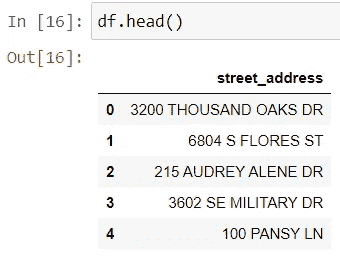 In [16]: df.head()
Out[16]:
street_address
0 3200 THOUSAND OAKS DR
1 6804 S FLORES ST
2 215 AUDREY ALENE DR
3 3602 SE MILITARY DR
4 100 PANSY LN